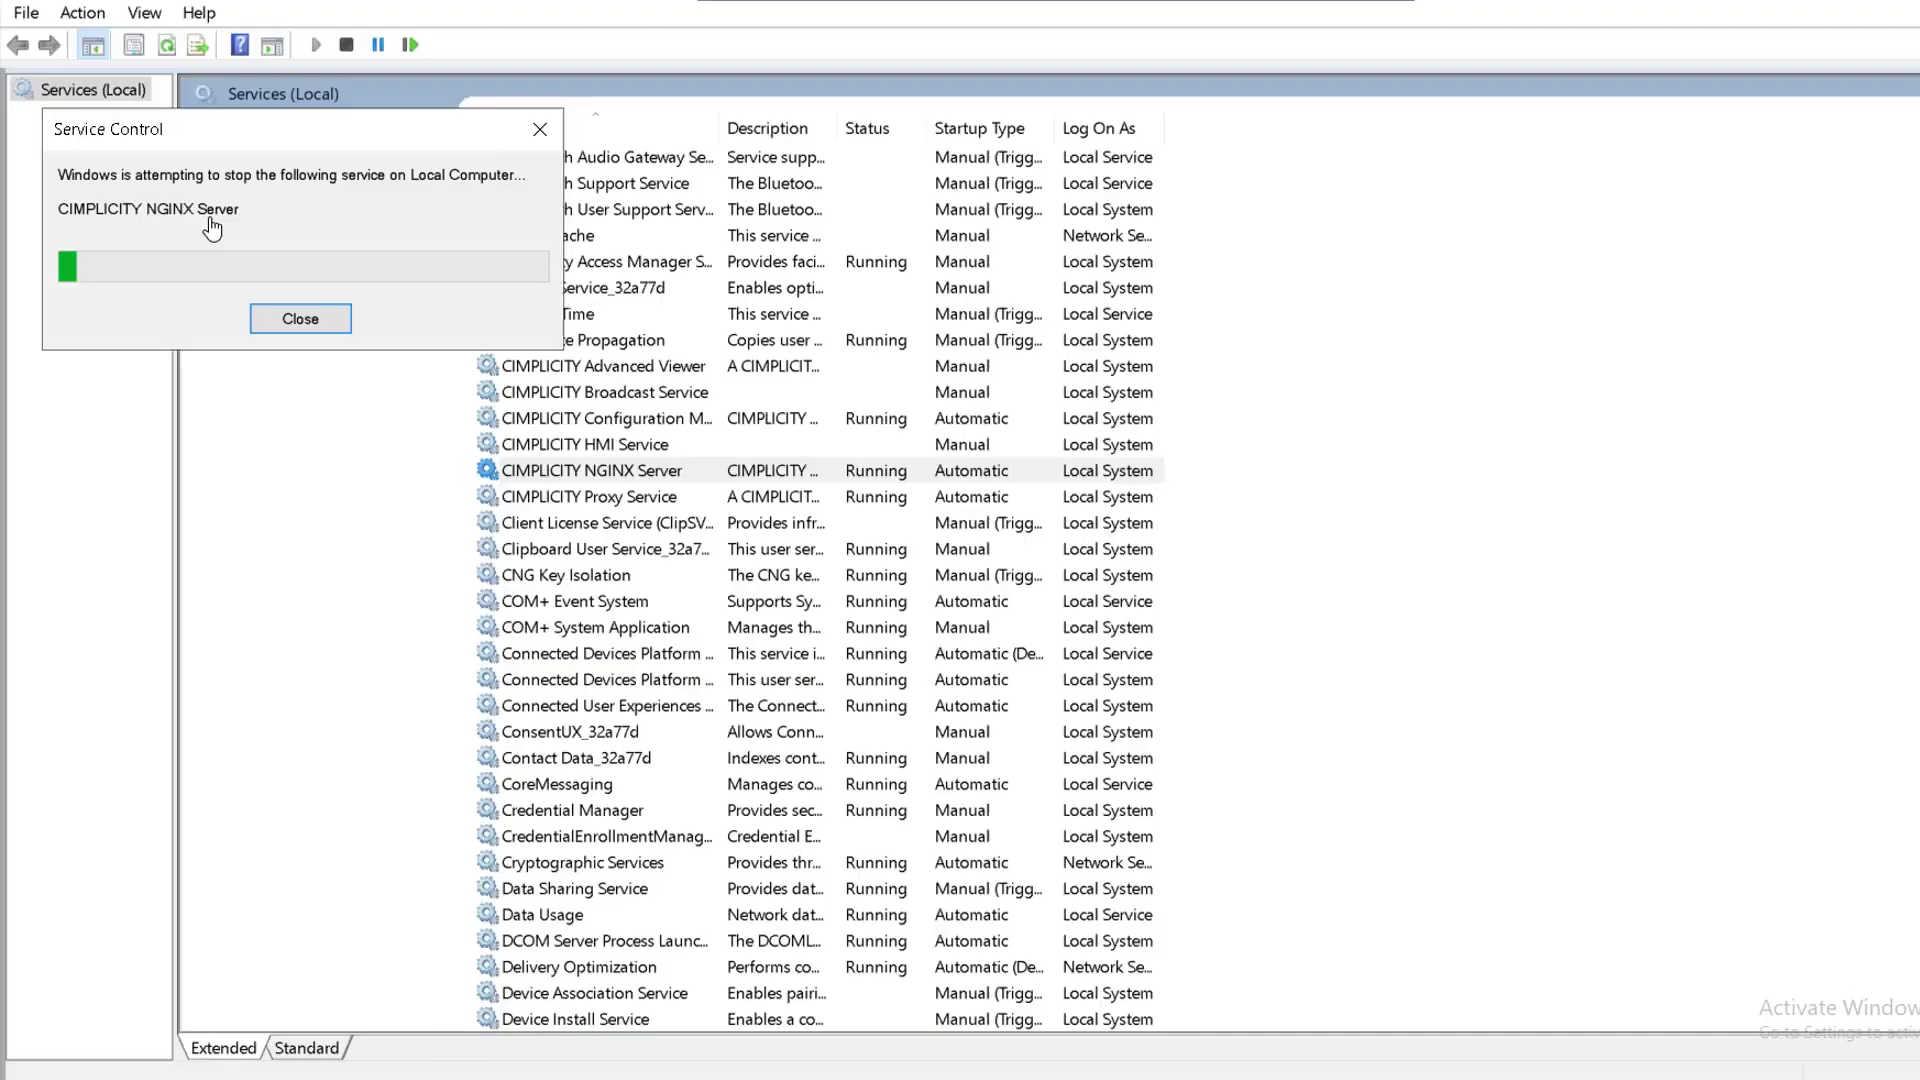 File Action View Help
Services (Local)
Services (Local)
Service Control
Windows is attempting to stop the following service on Local Computer...
CIMPLICITY NGINX Server
Close
Description Status Startup Type Log On As
h Audio Gateway Se... Service supp... Manual (Trigg... Local Service
h Support Service The Bluetoo... Manual (Trigg... Local Service
h User Support Serv... The Bluetoo... Manual (Trigg... Local System
ache This service ... Manual Network Se...
y Access Manager S... Provides faci... Running Manual Local System
Service_32a77d Enables opti... Manual Local System
Time This service ... Manual (Trigg... Local Service
e Propagation Copies user ... Running Manual (Trigg... Local System
CIMPLICITY Advanced Viewer A CIMPLICIT... Manual Local System
CIMPLICITY Broadcast Service Manual Local System
CIMPLICITY Configuration M... CIMPLICITY ... Running Automatic Local System
CIMPLICITY HMI Service Manual Local System
CIMPLICITY NGINX Server CIMPLICITY ... Running Automatic Local System
CIMPLICITY Proxy Service A CIMPLICIT... Running Automatic Local System
Client License Service (ClipSV... Provides infr... Manual (Trigg... Local System
Clipboard User Service_32a7... This user ser... Running Manual Local System
CNG Key Isolation The CNG ke... Running Manual (Trigg... Local System
COM+ Event System Supports Sy... Running Automatic Local Service
COM+ System Application Manages th... Running Manual Local System
Connected Devices Platform ... This service i... Running Automatic (De... Local Service
Connected Devices Platform ... This user ser... Running Automatic Local System
Connected User Experiences ... The Connect... Running Automatic Local System
ConsentUX_32a77d Allows Conn... Manual Local System
Contact Data_32a77d Indexes cont... Running Manual Local System
CoreMessaging Manages co... Running Automatic Local Service
Credential Manager Provides sec... Running Manual Local System
CredentialEnrollmentManag... Credential E... Manual Local System
Cryptographic Services Provides thr... Running Automatic Network Se...
Data Sharing Service Provides dat... Running Manual (Trigg... Local System
Data Usage Network dat... Running Automatic Local Service
DCOM Server Process Launc... The DCOML... Running Automatic Local System
Delivery Optimization Performs co... Running Automatic (De... Network Se...
Device Association Service Enables pairi... Manual (Trigg... Local System
Device Install Service Enables a co... Manual (Trigg... Local System
Activate Window
Go to Settings to activ
Extended Standard